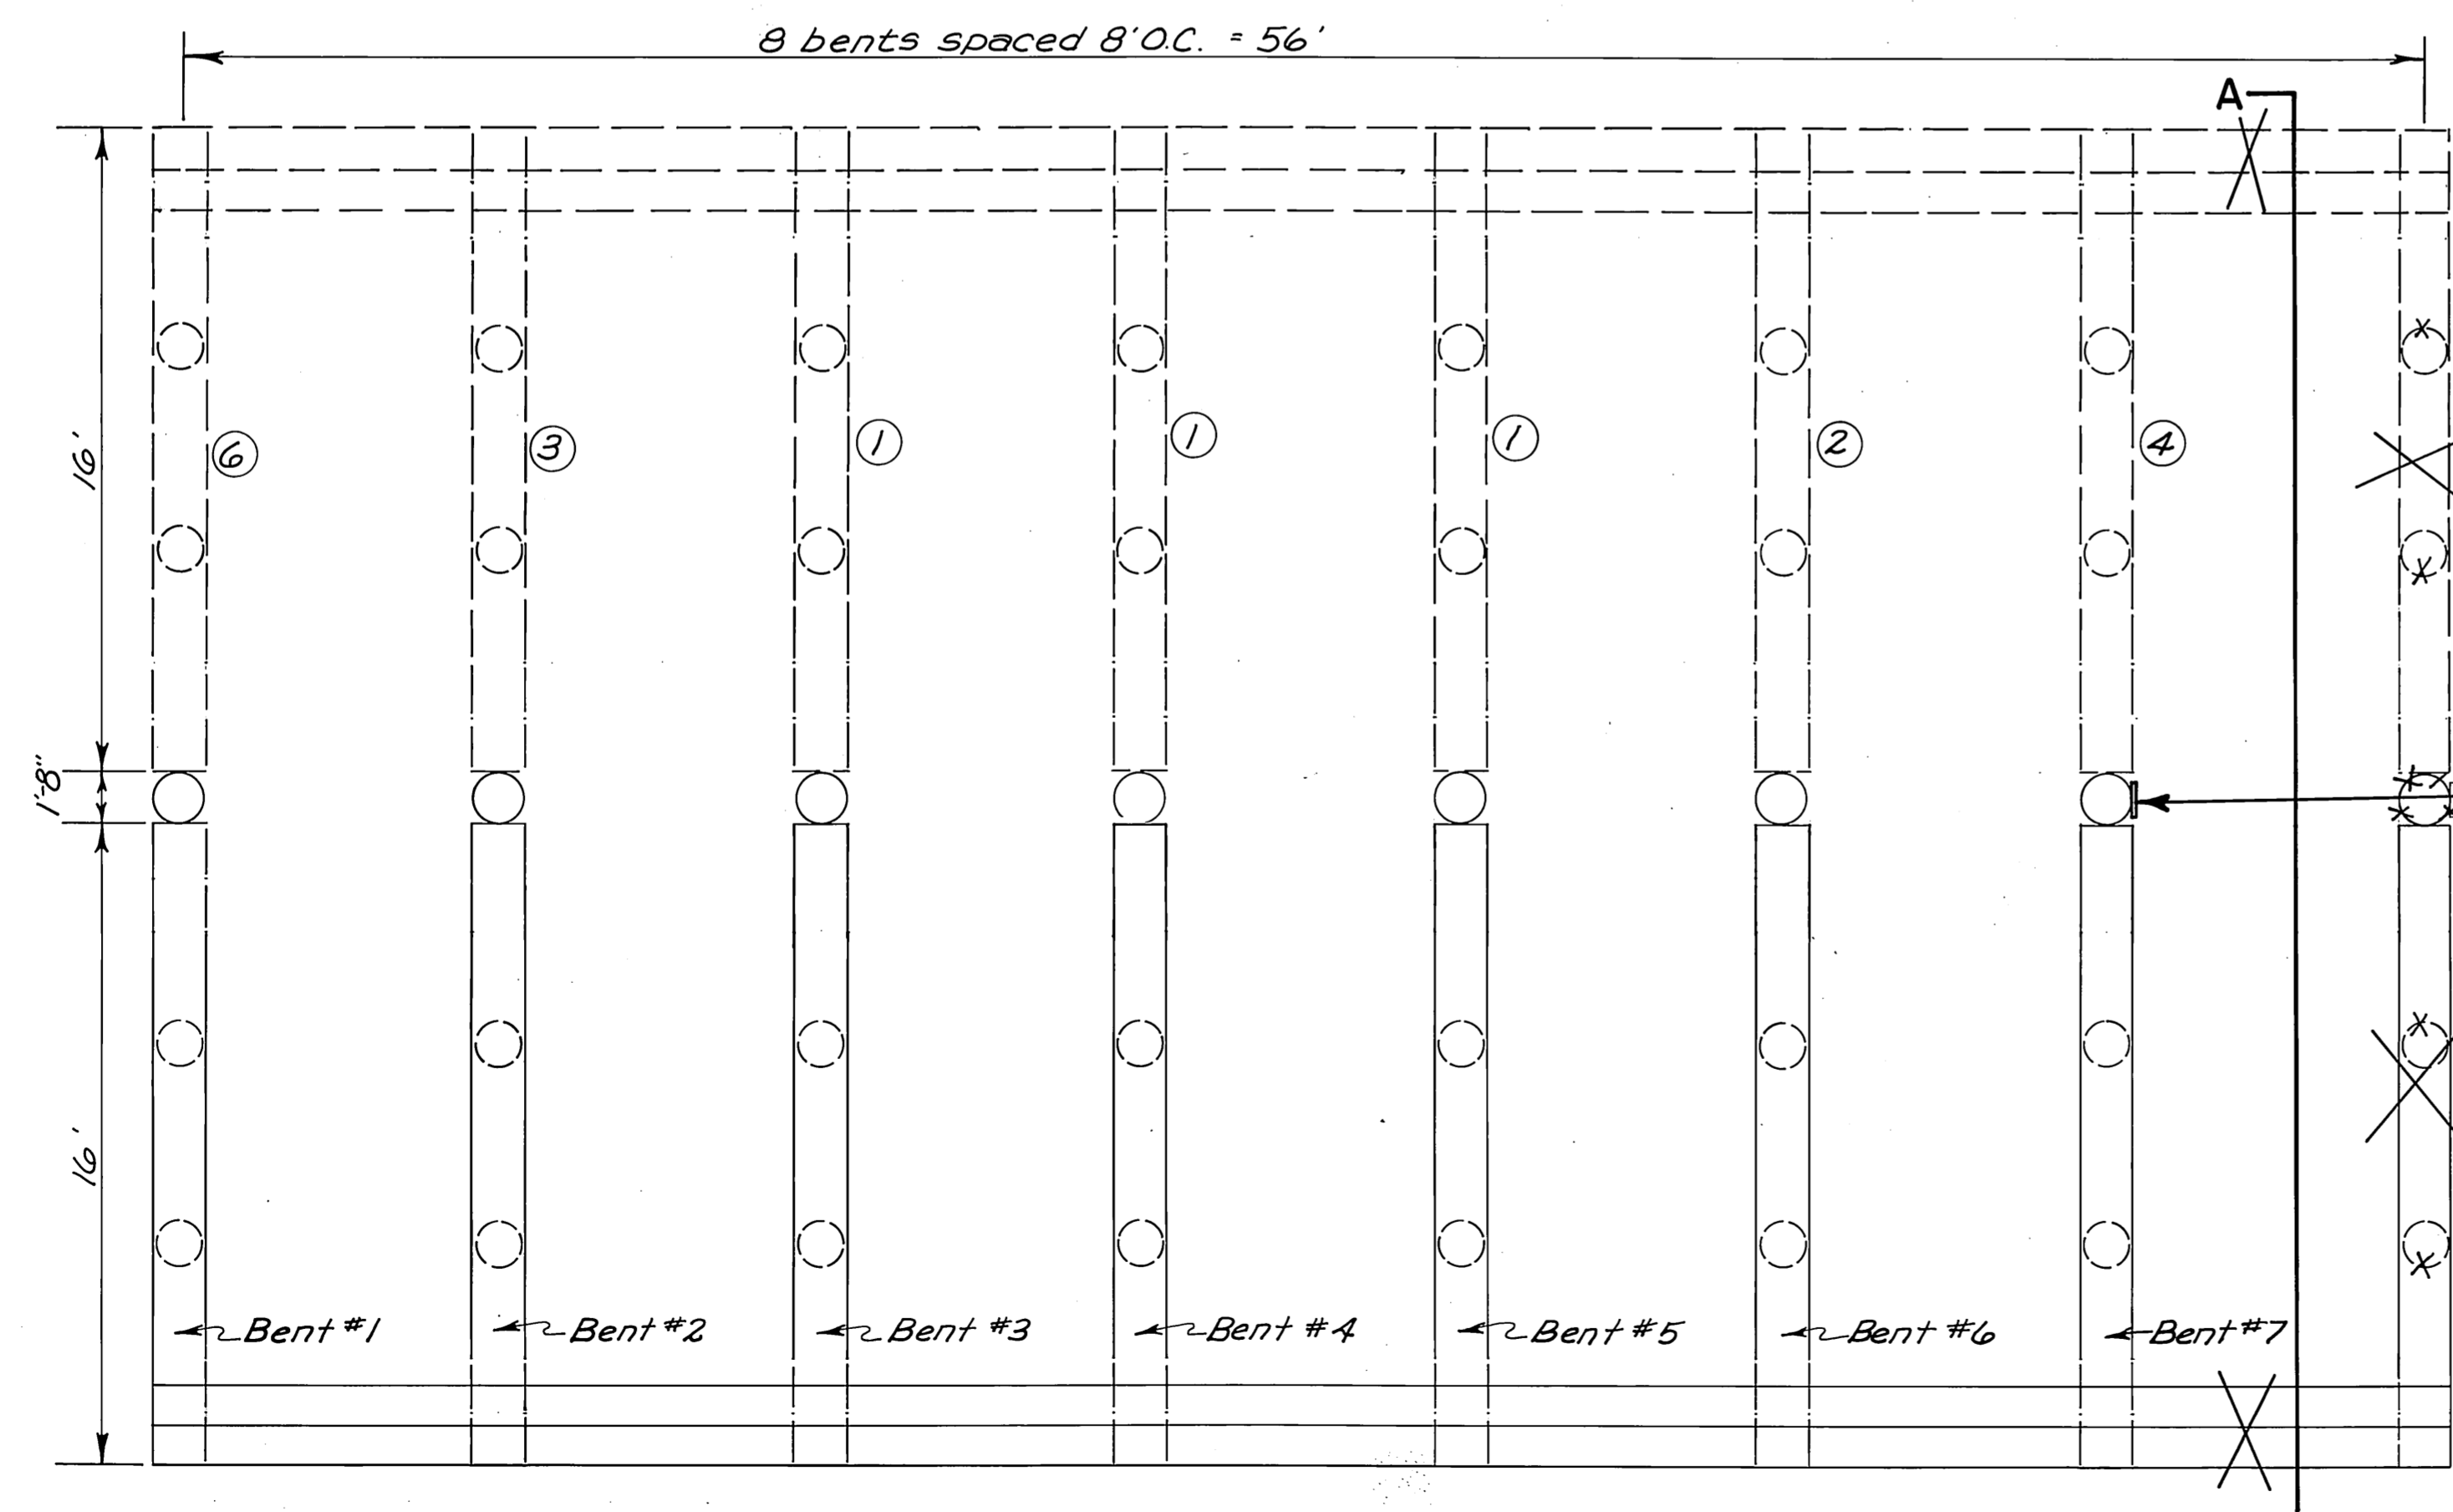 8 bents spaced 8' O.C. = 56'
A
16'
6
3
1
1
1
2
4
1'-8"
16'
Bent #1
Bent #2
Bent #3
Bent #4
Bent #5
Bent #6
Bent #7